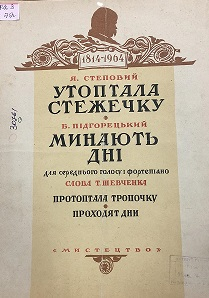 1814-1964
Я. СТЕПОВИЙ
УТОПТАЛА
СТЕЖЕЧКУ
Б. ПІДГОРЕЦЬКИЙ
МИНАЮТЬ
ДНІ
ДЛЯ СЕРЕДНЬОГО ГОЛОСУ І ФОРТЕПІАНО
СЛОВА Т. ШЕВЧЕНКА
ПРОТОПТАЛА ТРОПОЧКУ
ПРОХОДЯТ ДНИ
«МИСТЕЦТВО»